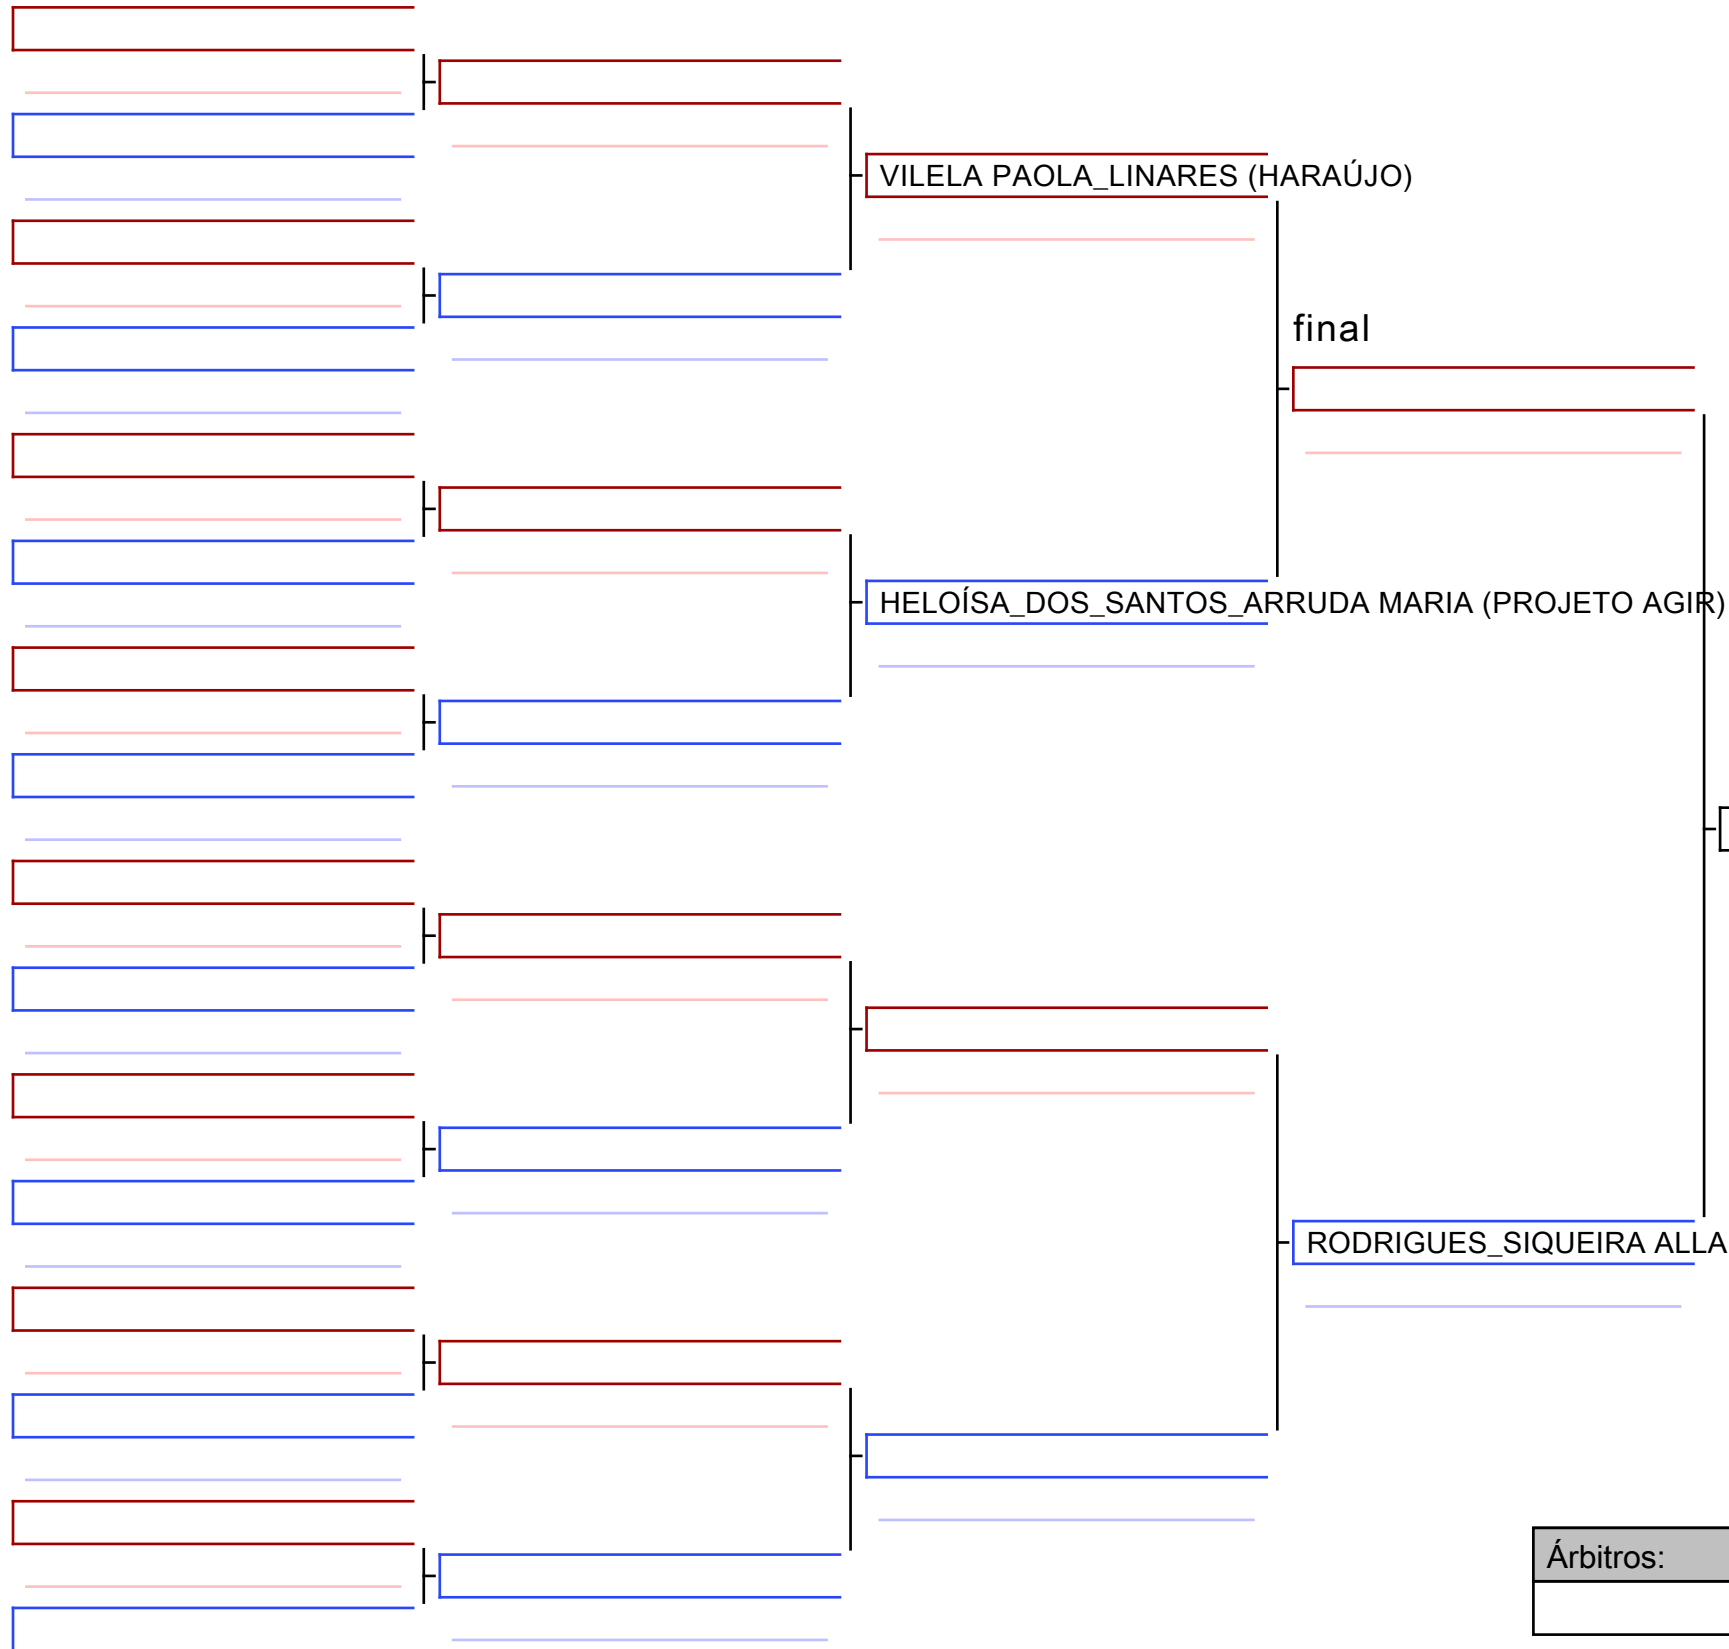 VILELA PAOLA_LINARES (HARAÚJO)
final
HELOÍSA_DOS_SANTOS_ARRUDA MARIA (PROJETO AGIR)
RODRIGUES_SIQUEIRA ALLA
Árbitros: